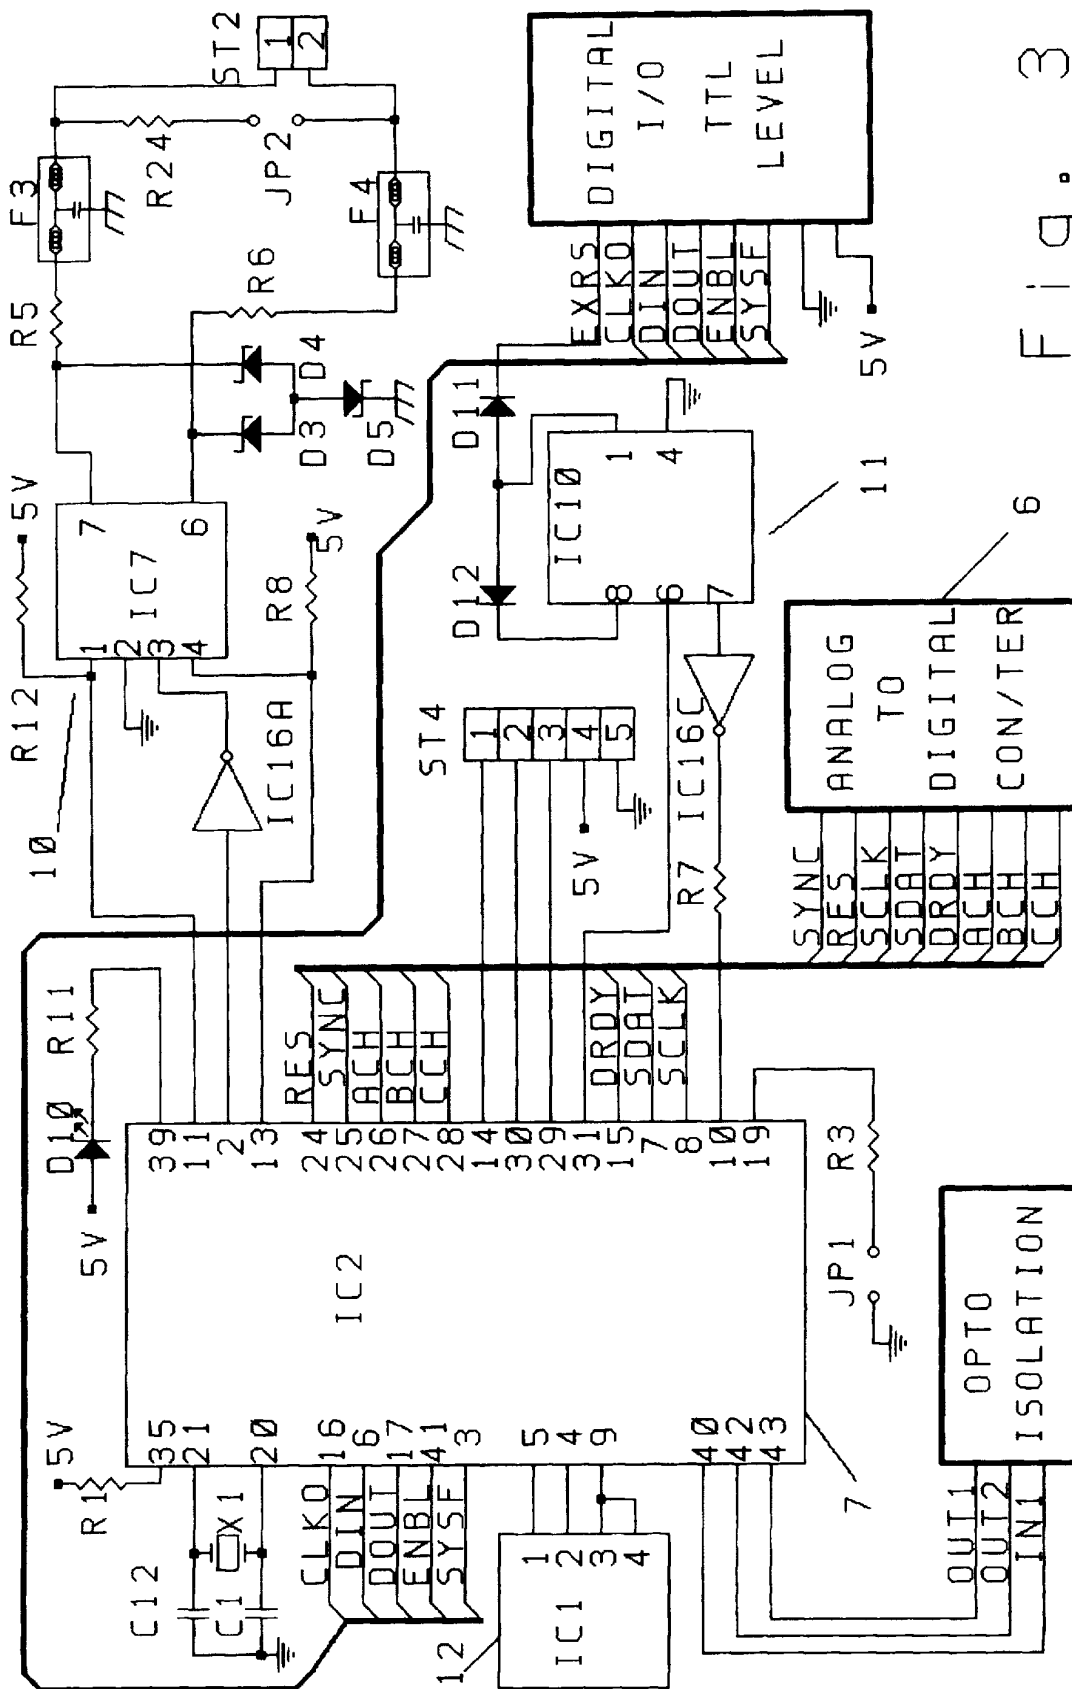 5V
R1
35
21
20
C12
C1
X1
16
6
17
41
3
CLKO
DIN
DOUT
ENBL
SYSF
12
IC1
1
2
3
4
5
4
9
40
42
43
7
OUT1
OUT2
IN1
OPTO
ISOLATION
IC2
5V
D10
R11
39
11
2
13
24
25
26
27
28
14
30
29
31
15
7
8
10
19
RES
SYNC
ACH
BCH
CCH
DRDY
SDAT
SCLK
JP1
R3
10
R12
5V
IC16A
R8
5V
IC7
1
2
3
4
7
6
R5
F3
R24
JP2
ST2
1
2
R6
F4
D3
D4
D5
ST4
1
2
3
4
5
5V
R7
IC16C
D12
D11
IC10
8
6
7
1
4
11
EXRS
CLKO
DIN
DOUT
ENBL
SYSF
5V
DIGITAL
I/O
TTL
LEVEL
SYNC
RES
SCLK
SDAT
DRDY
ACH
BCH
CCH
ANALOG
TO
DIGITAL
CON/TER
6
Fig. 3